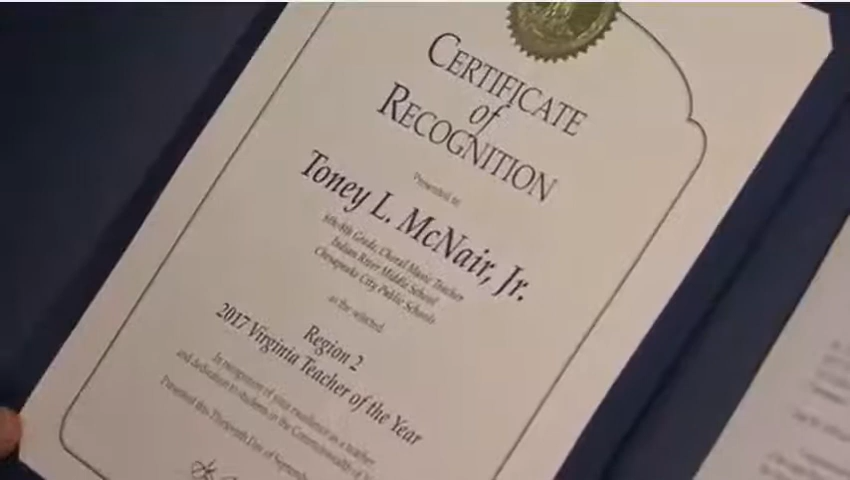 CERTIFICATE
of
RECOGNITION
Presented to
Toney L. McNair, Jr.
6th-8th Grade, Choral Music Teacher
Indian River Middle School
Chesapeake City Public Schools
as the selected
Region 2
2017 Virginia Teacher of the Year
In recognition of your excellence as a teacher
and dedication to students in the Commonwealth of
Presented this Thirteenth Day of September